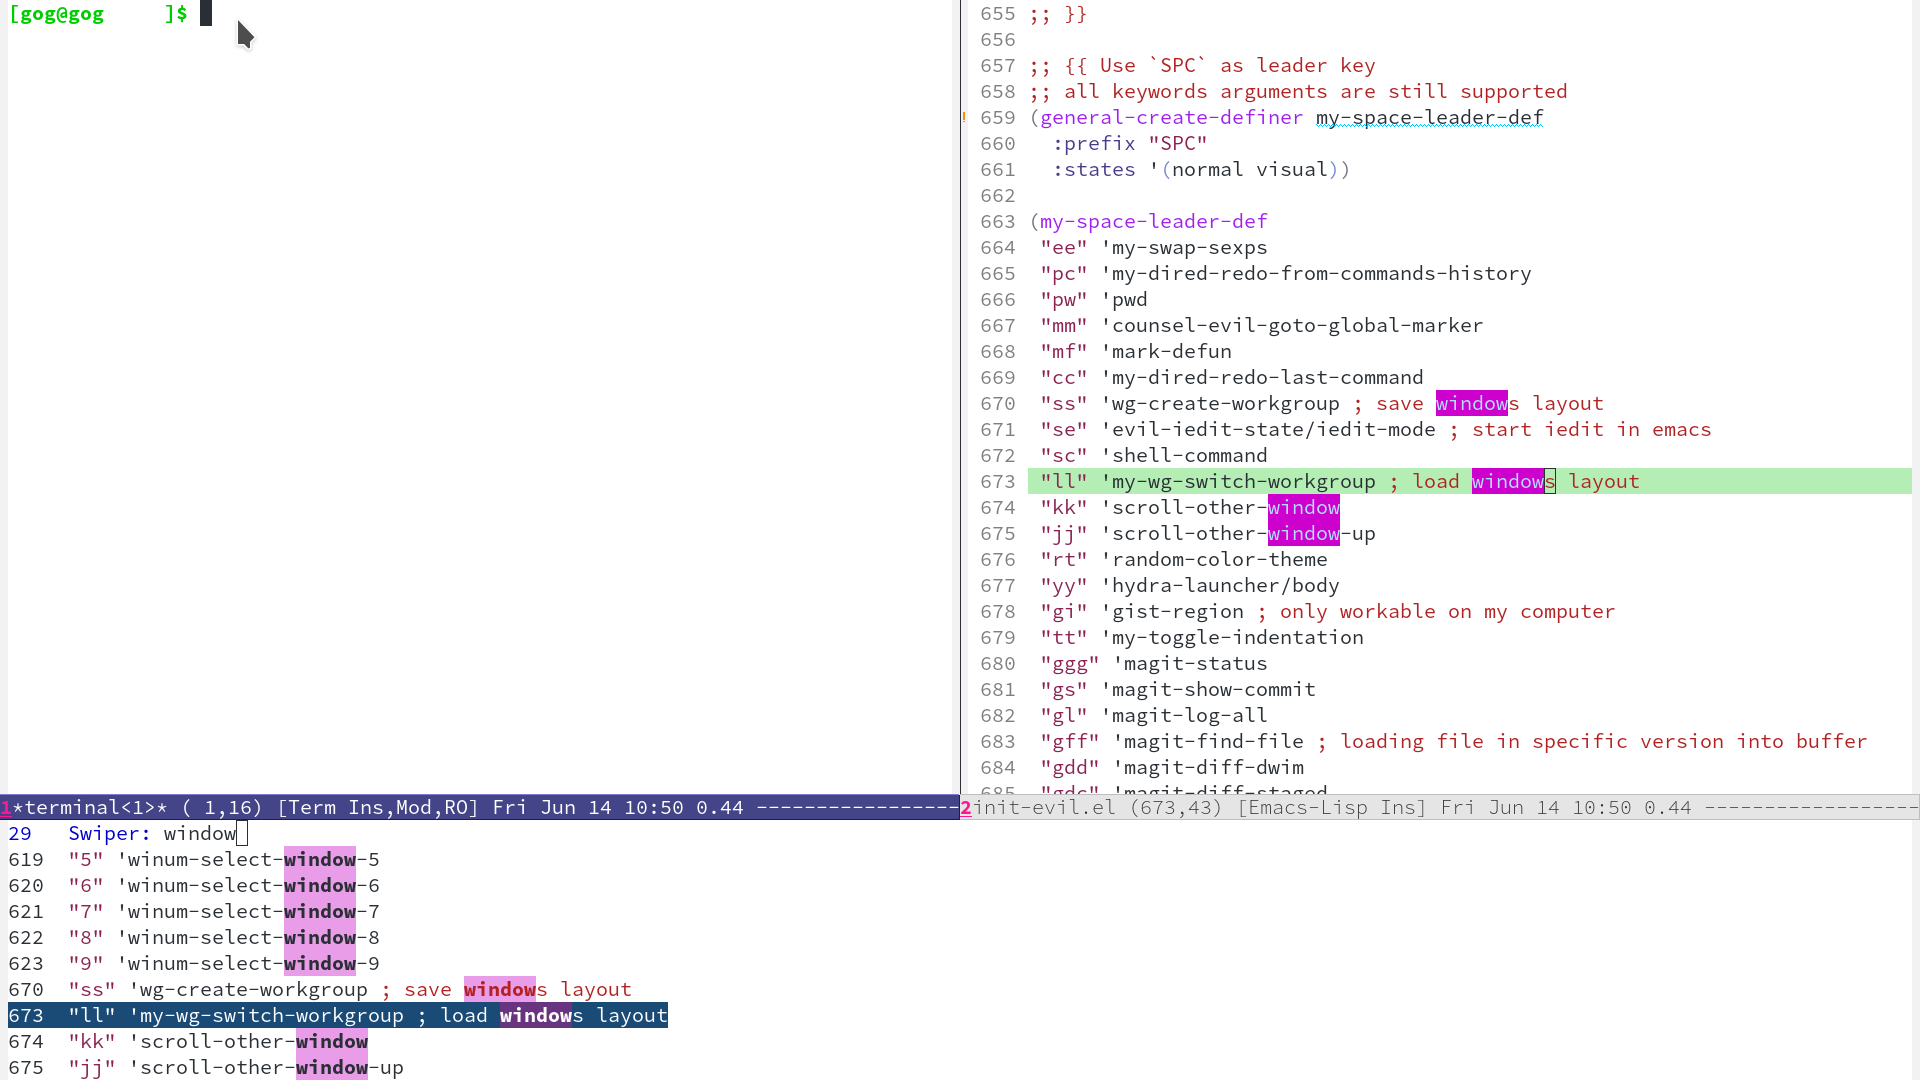 [gog@gog     ]$
655 ;; }}
656
657 ;; {{ Use `SPC` as leader key
658 ;; all keywords arguments are still supported
! 659 (general-create-definer my-space-leader-def
660   :prefix "SPC"
661   :states '(normal visual))
662
663 (my-space-leader-def
664  "ee" 'my-swap-sexps
665  "pc" 'my-dired-redo-from-commands-history
666  "pw" 'pwd
667  "mm" 'counsel-evil-goto-global-marker
668  "mf" 'mark-defun
669  "cc" 'my-dired-redo-last-command
670  "ss" 'wg-create-workgroup ; save windows layout
671  "se" 'evil-iedit-state/iedit-mode ; start iedit in emacs
672  "sc" 'shell-command
673  "ll" 'my-wg-switch-workgroup ; load windows layout
674  "kk" 'scroll-other-window
675  "jj" 'scroll-other-window-up
676  "rt" 'random-color-theme
677  "yy" 'hydra-launcher/body
678  "gi" 'gist-region ; only workable on my computer
679  "tt" 'my-toggle-indentation
680  "ggg" 'magit-status
681  "gs" 'magit-show-commit
682  "gl" 'magit-log-all
683  "gff" 'magit-find-file ; loading file in specific version into buffer
684  "gdd" 'magit-diff-dwim
685  "gdc" 'magit-diff-staged
1*terminal<1>* ( 1,16) [Term Ins,Mod,RO] Fri Jun 14 10:50 0.44 -----------------
2init-evil.el (673,43) [Emacs-Lisp Ins] Fri Jun 14 10:50 0.44 ------------------
29   Swiper: window
619  "5" 'winum-select-window-5
620  "6" 'winum-select-window-6
621  "7" 'winum-select-window-7
622  "8" 'winum-select-window-8
623  "9" 'winum-select-window-9
670  "ss" 'wg-create-workgroup ; save windows layout
673  "ll" 'my-wg-switch-workgroup ; load windows layout
674  "kk" 'scroll-other-window
675  "jj" 'scroll-other-window-up